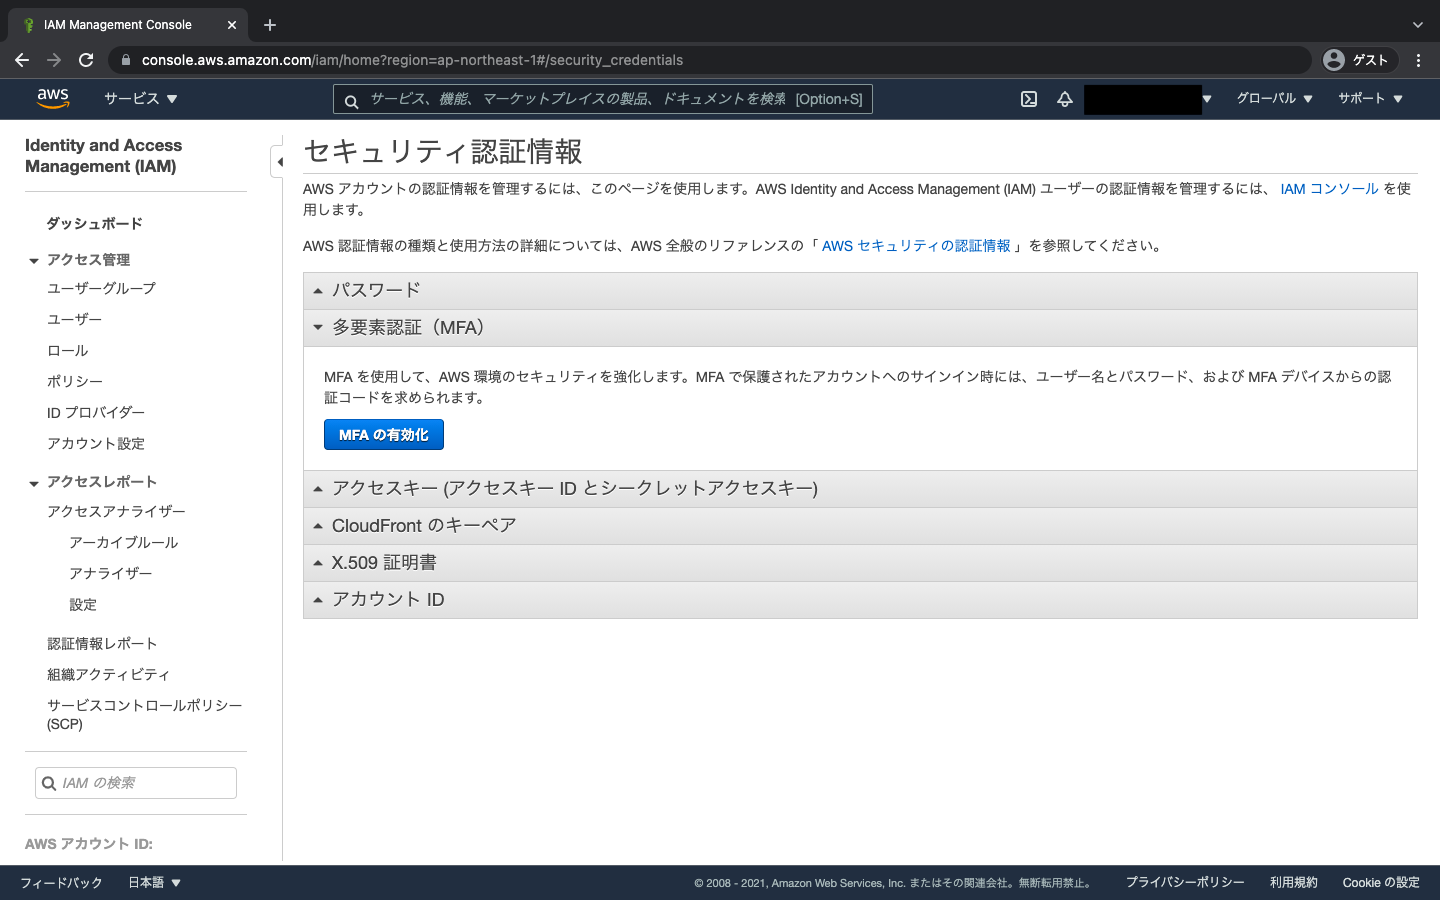 IAM Management Console
console.aws.amazon.com/iam/home?region=ap-northeast-1#/security_credentials
ゲスト
aws
サービス
サービス、機能、マーケットプレイスの製品、ドキュメントを検索 [Option+S]
グローバル
サポート
Identity and Access
Management (IAM)
ダッシュボード
アクセス管理
ユーザーグループ
ユーザー
ロール
ポリシー
ID プロバイダー
アカウント設定
アクセスレポート
アクセスアナライザー
アーカイブルール
アナライザー
設定
認証情報レポート
組織アクティビティ
サービスコントロールポリシー
(SCP)
IAM の検索
AWS アカウント ID:
セキュリティ認証情報
AWS アカウントの認証情報を管理するには、このページを使用します。AWS Identity and Access Management (IAM) ユーザーの認証情報を管理するには、 IAM コンソール を使
用します。
AWS 認証情報の種類と使用方法の詳細については、AWS 全般のリファレンスの「 AWS セキュリティの認証情報 」を参照してください。
パスワード
多要素認証（MFA）
MFA を使用して、AWS 環境のセキュリティを強化します。MFA で保護されたアカウントへのサインイン時には、ユーザー名とパスワード、および MFA デバイスからの認
証コードを求められます。
MFA の有効化
アクセスキー (アクセスキー ID とシークレットアクセスキー)
CloudFront のキーペア
X.509 証明書
アカウント ID
フィードバック
日本語
© 2008 - 2021, Amazon Web Services, Inc. またはその関連会社。無断転用禁止。
プライバシーポリシー
利用規約
Cookie の設定